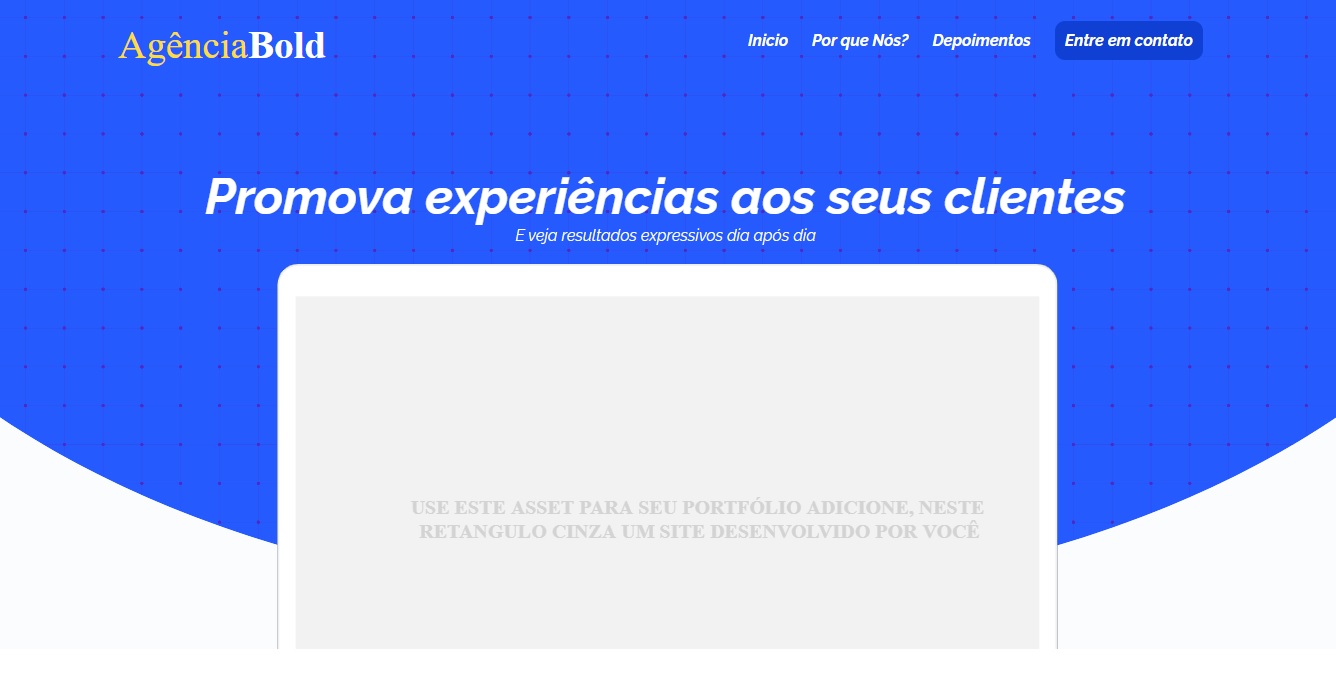 AgênciaBold
Inicio Por que Nós? Depoimentos Entre em contato
Promova experiências aos seus clientes
E veja resultados expressivos dia após dia
USE ESTE ASSET PARA SEU PORTFÓLIO ADICIONE, NESTE
RETANGULO CINZA UM SITE DESENVOLVIDO POR VOCÊ